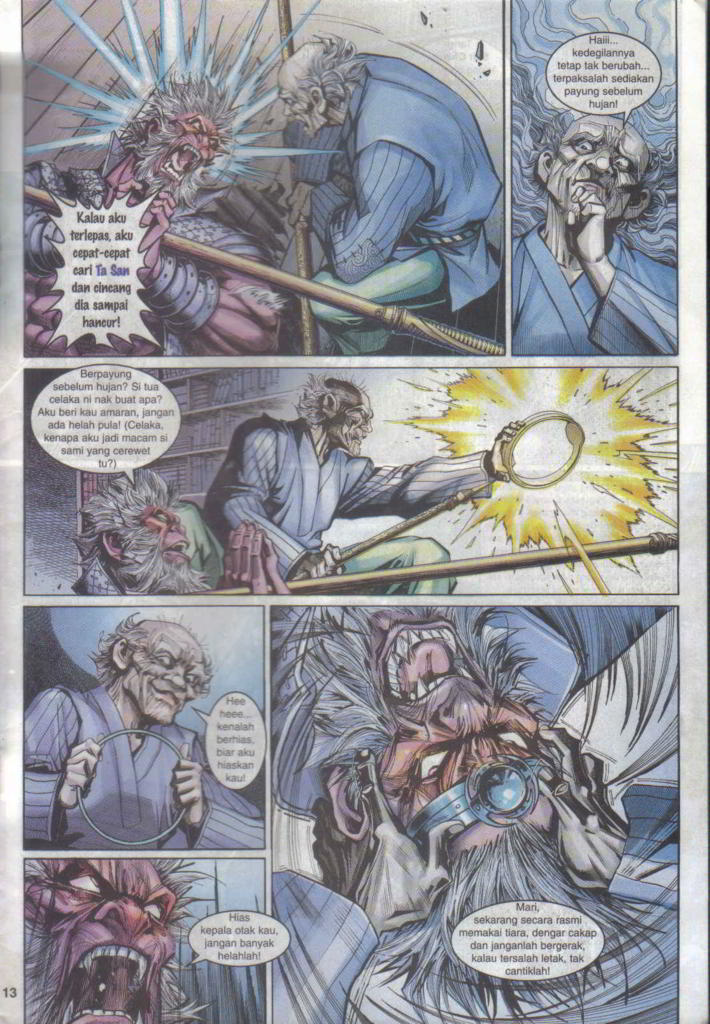 Kalau aku
terlepas, aku
cepat-cepat
cari Ta San
dan cincang
dia sampai
hancur!
Haiii...
kedegilannya
tetap tak berubah...
terpaksalah sediakan
payung sebelum
hujan!
Berpayung
sebelum hujan? Si tua
celaka ni nak buat apa?
Aku beri kau amaran, jangan
ada helah pula! (Celaka,
kenapa aku jadi macam si
sami yang cerewet
tu?)
Hee
heee...
kenalah
berhias,
biar aku
hiaskan
kau!
Hias
kepala otak kau,
jangan banyak
helahlah!
Mari,
sekarang secara rasmi
memakai tiara, dengar cakap
dan janganlah bergerak,
kalau tersalah letak, tak
cantiklah!
13